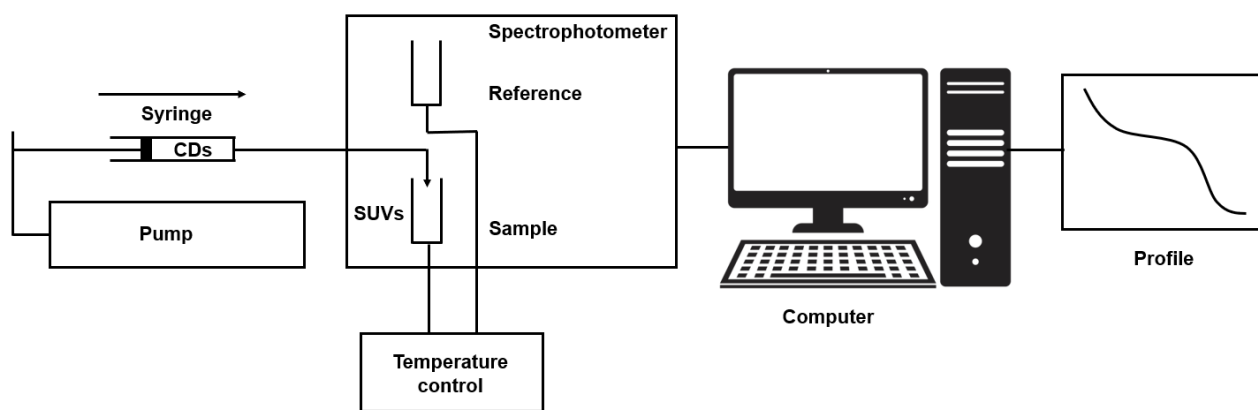 Spectrophotometer
Reference
Syringe
CDs
SUVs
Sample
Pump
Temperature
control
Computer
Profile